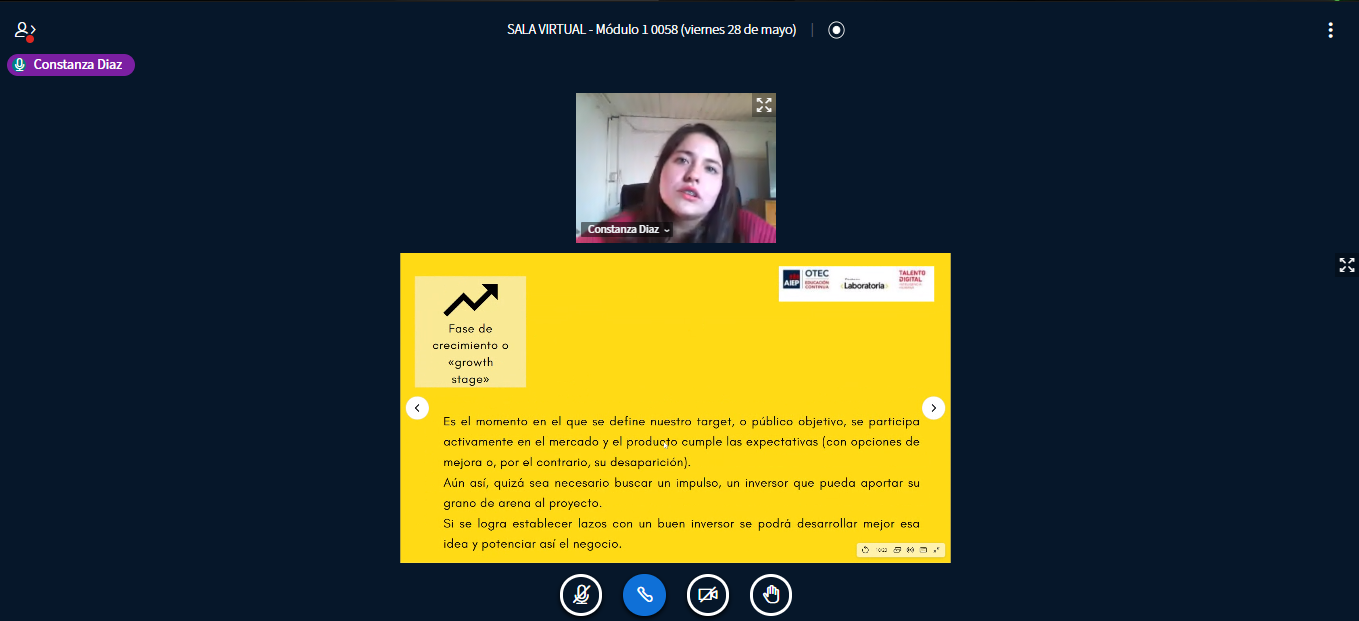 SALA VIRTUAL - Módulo 1 0058 (viernes 28 de mayo)
Constanza Diaz
Constanza Diaz
AIEP
OTEC
EDUCACIÓN
CONTINUA
Laboratoria
TALENTO
DIGITAL
Fase de
crecimiento o
«growth
stage»
Es el momento en el que se define nuestro target, o público objetivo, se participa
activamente en el mercado y el producto cumple las expectativas (con opciones de
mejora o, por el contrario, su desaparición).
Aún así, quizá sea necesario buscar un impulso, un inversor que pueda aportar su
grano de arena al proyecto.
Si se logra establecer lazos con un buen inversor se podrá desarrollar mejor esa
idea y potenciar así el negocio.